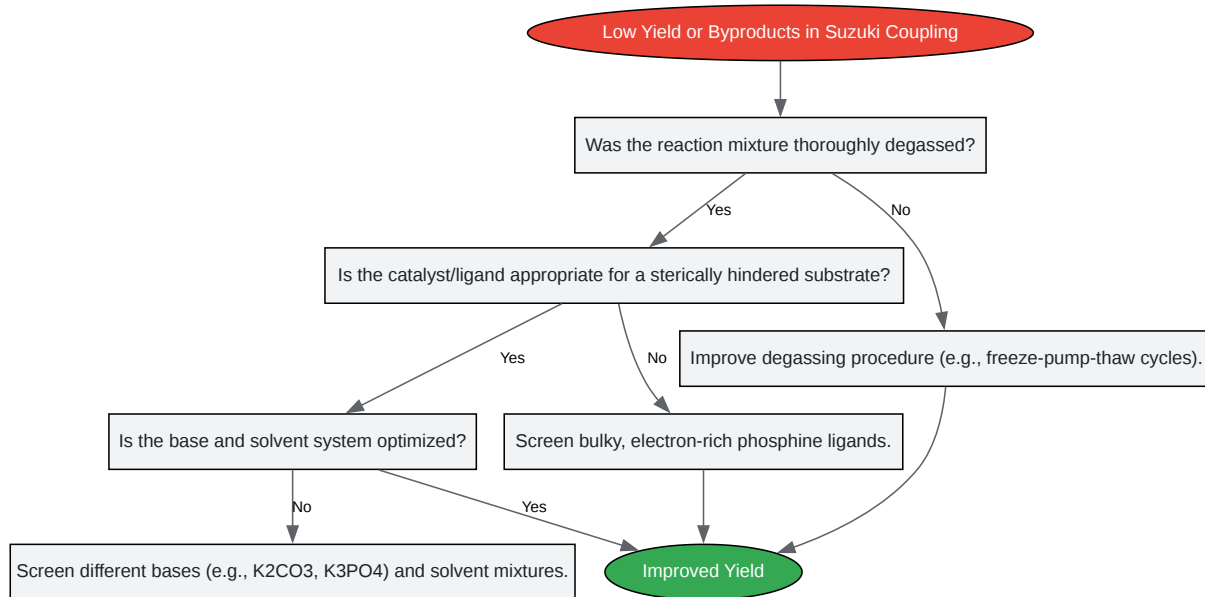 Low Yield or Byproducts in Suzuki Coupling
Was the reaction mixture thoroughly degassed?
Yes
No
Is the catalyst/ligand appropriate for a sterically hindered substrate?
Yes
No
Improve degassing procedure (e.g., freeze-pump-thaw cycles).
Is the base and solvent system optimized?
Screen bulky, electron-rich phosphine ligands.
No
Yes
Screen different bases (e.g., K2CO3, K3PO4) and solvent mixtures.
Improved Yield